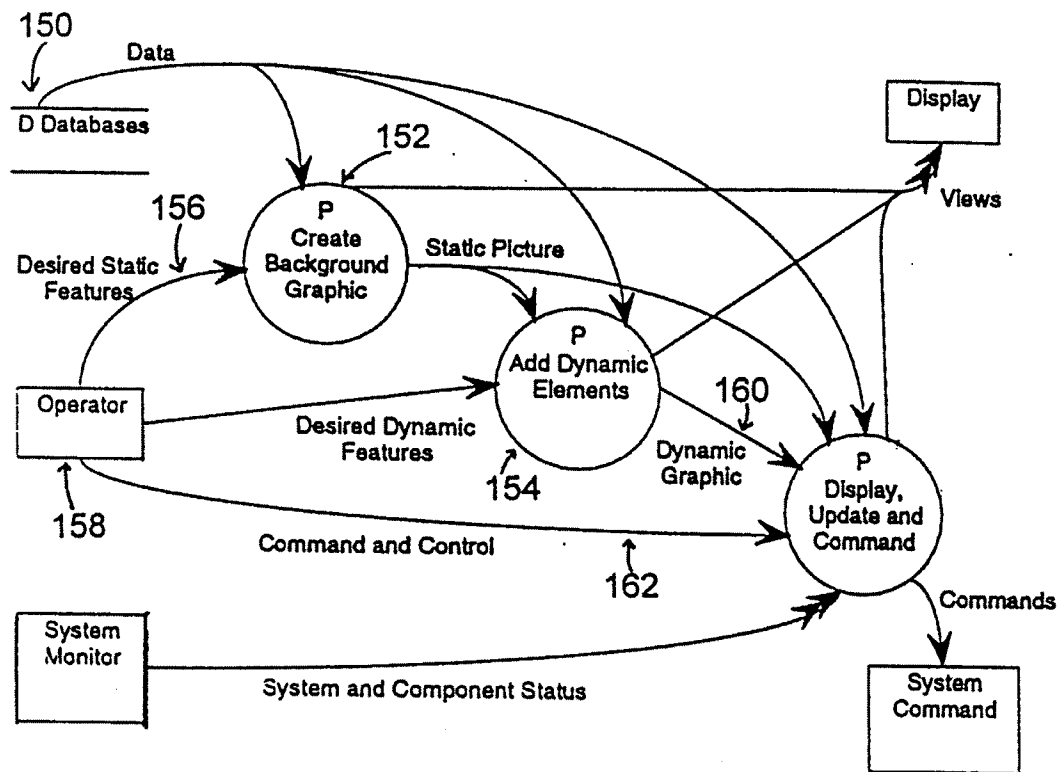 150
Data
D Databases
Display
152
Views
156
P
Create
Background
Graphic
Static Picture
Desired Static
Features
P
Add Dynamic
Elements
Operator
160
Desired Dynamic
Features
Dynamic
Graphic
154
P
Display,
Update and
Command
158
Command and Control
162
Commands
System
Monitor
System and Component Status
System
Command